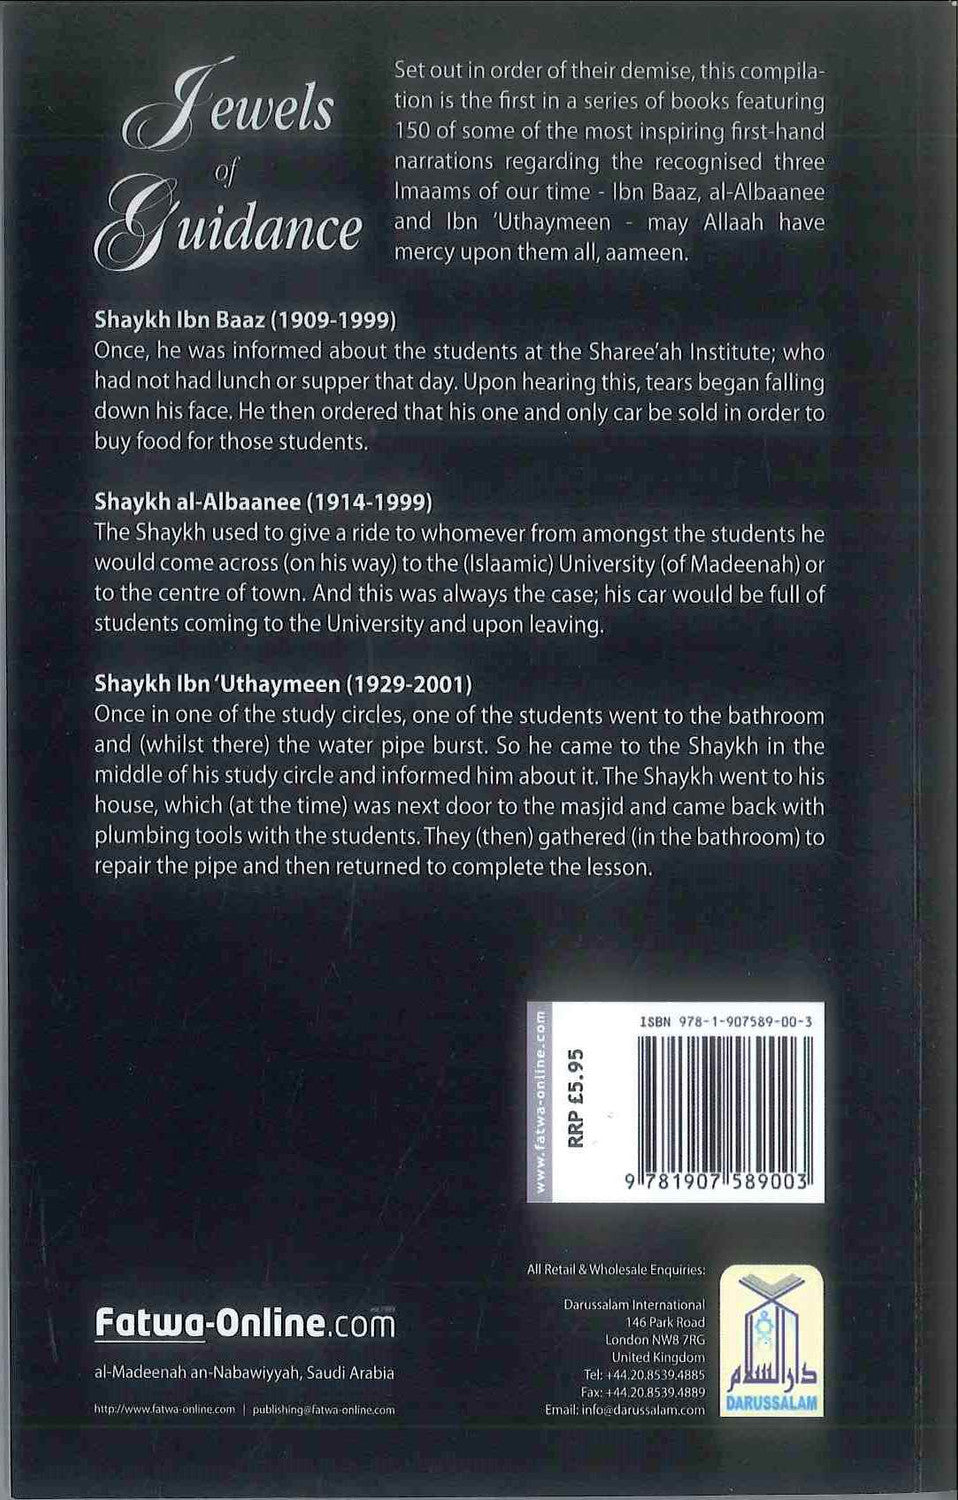 Jewels
of
Guidance
Set out in order of their demise, this compila-
tion is the first in a series of books featuring
150 of some of the most inspiring first-hand
narrations regarding the recognised three
Imaams of our time - Ibn Baaz, al-Albaanee
and Ibn 'Uthaymeen - may Allaah have
mercy upon them all, aameen.
Shaykh Ibn Baaz (1909-1999)
Once, he was informed about the students at the Sharee'ah Institute; who
had not had lunch or supper that day. Upon hearing this, tears began falling
down his face. He then ordered that his one and only car be sold in order to
buy food for those students.
Shaykh al-Albaanee (1914-1999)
The Shaykh used to give a ride to whomever from amongst the students he
would come across (on his way) to the (Islaamic) University (of Madeenah) or
to the centre of town. And this was always the case; his car would be full of
students coming to the University and upon leaving.
Shaykh Ibn 'Uthaymeen (1929-2001)
Once in one of the study circles, one of the students went to the bathroom
and (whilst there) the water pipe burst. So he came to the Shaykh in the
middle of his study circle and informed him about it. The Shaykh went to his
house, which (at the time) was next door to the masjid and came back with
plumbing tools with the students. They (then) gathered (in the bathroom) to
repair the pipe and then returned to complete the lesson.
www.fatwa-online.com
RRP £5.95
ISBN 978-1-907589-00-3
9 781907 589003
Fatwa-Online.com
al-Madeenah an-Nabawiyyah, Saudi Arabia
http://www.fatwa-online.com | publishing@fatwa-online.com
All Retail & Wholesale Enquiries:
Darussalam International
146 Park Road
London NW8 7RG
United Kingdom
Tel: +44.20.8539.4885
Fax: +44.20.8539.4889
Email: info@darussalam.com
دارالسلام
DARUSSALAM